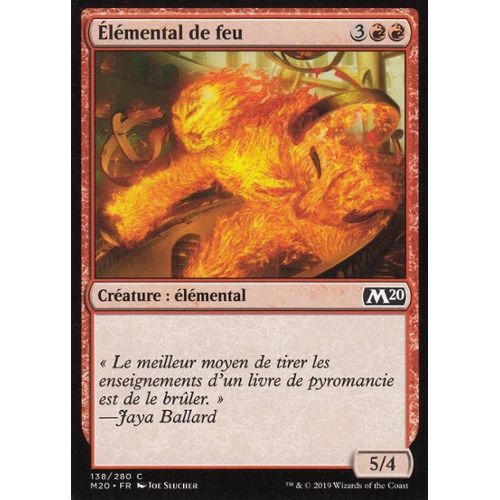 Élémental de feu 3
Créature : élémental M20
« Le meilleur moyen de tirer les
enseignements d'un livre de pyromancie
est de le brûler. »
—Jaya Ballard
5/4
138/280 C
M20 • FR Joe Slucher ™ & © 2019 Wizards of the Coast